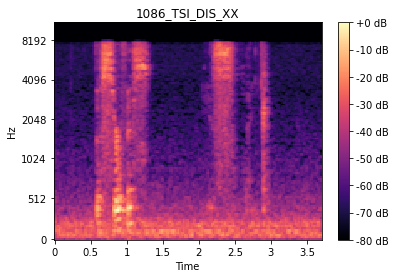 1086_TSI_DIS_XX
+0 dB
8192
-10 dB
4096
-20 dB
-30 dB
2048
Hz
-40 dB
1024
-50 dB
512
-60 dB
-70 dB
0
-80 dB
0 0.5 1 1.5 2 2.5 3 3.5
Time